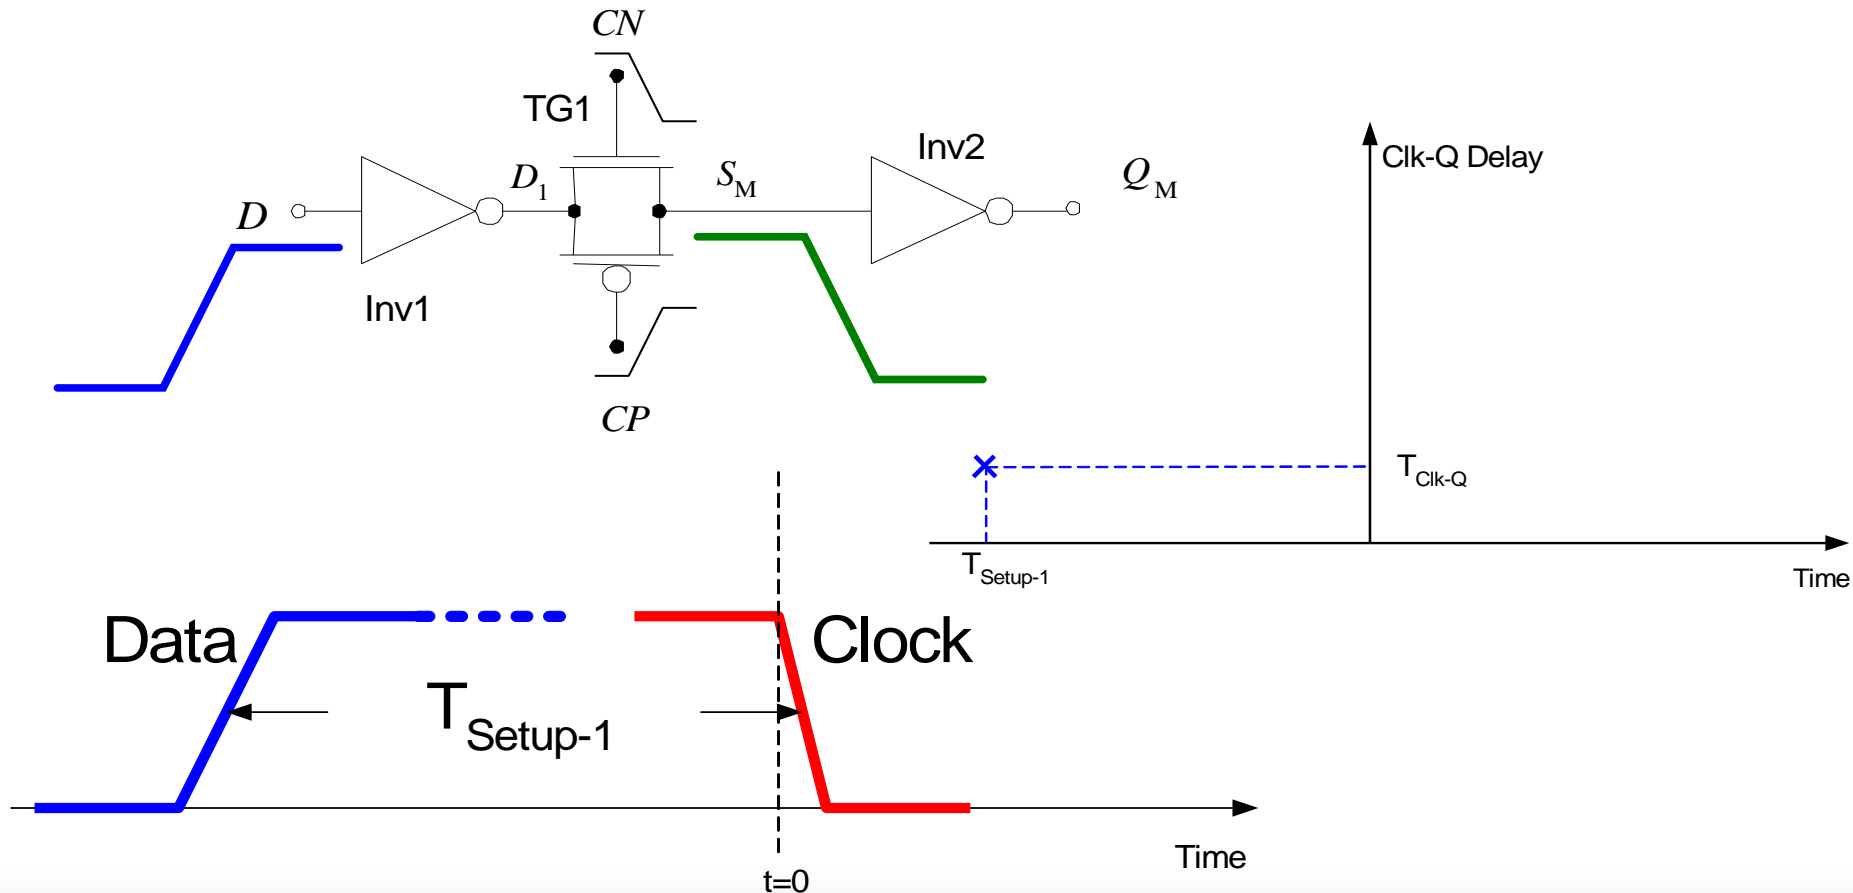 CN
TG1
Inv2
Clk-Q Delay
D
D1
SM
QM
Inv1
CP
TClk-Q
TSetup-1
Time
Data
Clock
TSetup-1
Time
t=0